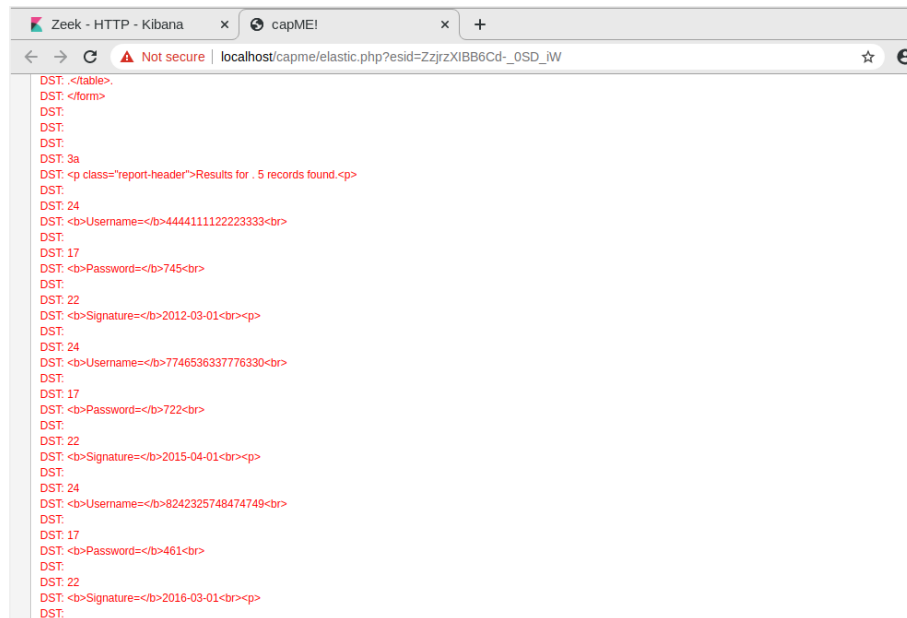 Zeek - HTTP - Kibana
capME!
Not secure localhost/capme/elastic.php?esid=ZzjrzXIBB6Cd-_0SD_iW
DST: .</table>.
DST: </form>
DST:
DST:
DST:
DST: 3a
DST: <p class="report-header">Results for . 5 records found.<p>
DST:
DST: 24
DST: <b>Username=</b>4444111122223333<br>
DST:
DST: 17
DST: <b>Password=</b>745<br>
DST:
DST: 22
DST: <b>Signature=</b>2012-03-01<br><p>
DST:
DST: 24
DST: <b>Username=</b>7746536337776330<br>
DST:
DST: 17
DST: <b>Password=</b>722<br>
DST:
DST: 22
DST: <b>Signature=</b>2015-04-01<br><p>
DST:
DST: 24
DST: <b>Username=</b>8242325748474749<br>
DST:
DST: 17
DST: <b>Password=</b>461<br>
DST:
DST: 22
DST: <b>Signature=</b>2016-03-01<br><p>
DST: